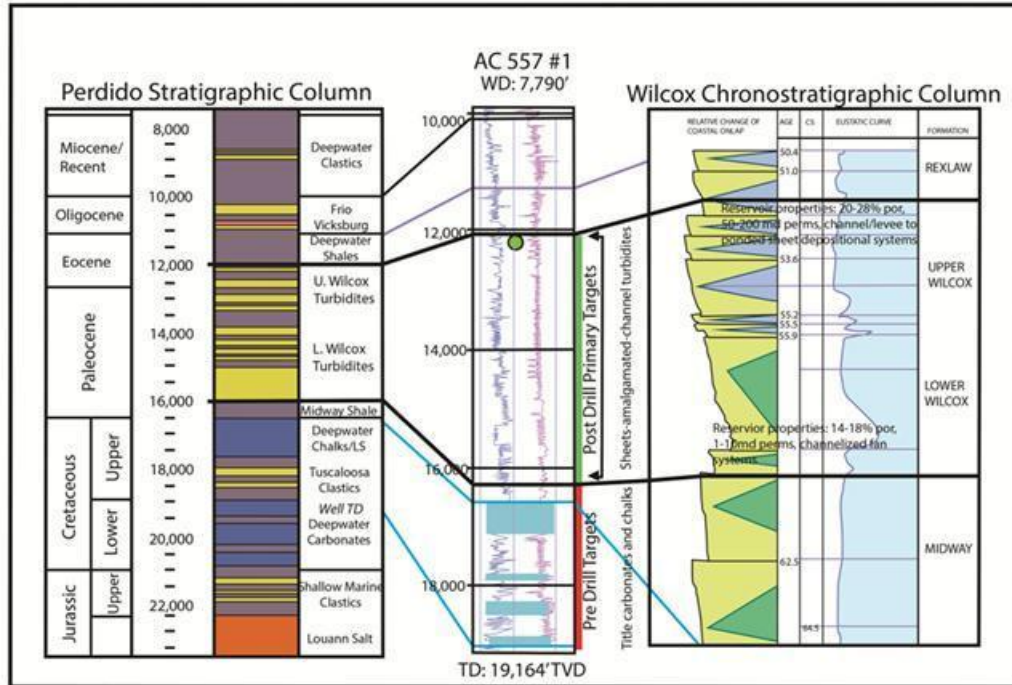 AC 557 #1
WD: 7,790'
Perdido Stratigraphic Column
Wilcox Chronostratigraphic Column
Miocene/
Recent
Oligocene
Eocene
Paleocene
Cretaceous
Upper
Lower
Jurassic
Upper
8,000
10,000
12,000
14,000
16,000
18,000
20,000
22,000
Deepwater
Clastics
Frio
Vicksburg
Deepwater
Shales
U. Wilcox
Turbidites
L. Wilcox
Turbidites
Midway Shale
Deepwater
Chalks/LS
Tuscaloosa
Clastics
Well TD
Deepwater
Carbonates
Shallow Marine
Clastics
Louann Salt
10,000
12,000
14,000
16,000
18,000
TD: 19,164'TVD
Post Drill Primary Targets
Pre Drill Targets
Sheets-amalgamated-channel turbidites
Title carbonates and chalks
RELATIVE CHANGE OF
COASTAL ONLAP
AGE
CS
EUSTATIC CURVE
FORMATION
50.4
51.0
53.6
55.2
55.5
55.9
62.5
64.5
Reservoir properties: 20-28% por,
50-200 md perms, channel/levee to
ponded sheet depositional systems
Reservior properties: 14-18% por,
1-10md perms, channelized fan
systems
REXLAW
UPPER
WILCOX
LOWER
WILCOX
MIDWAY